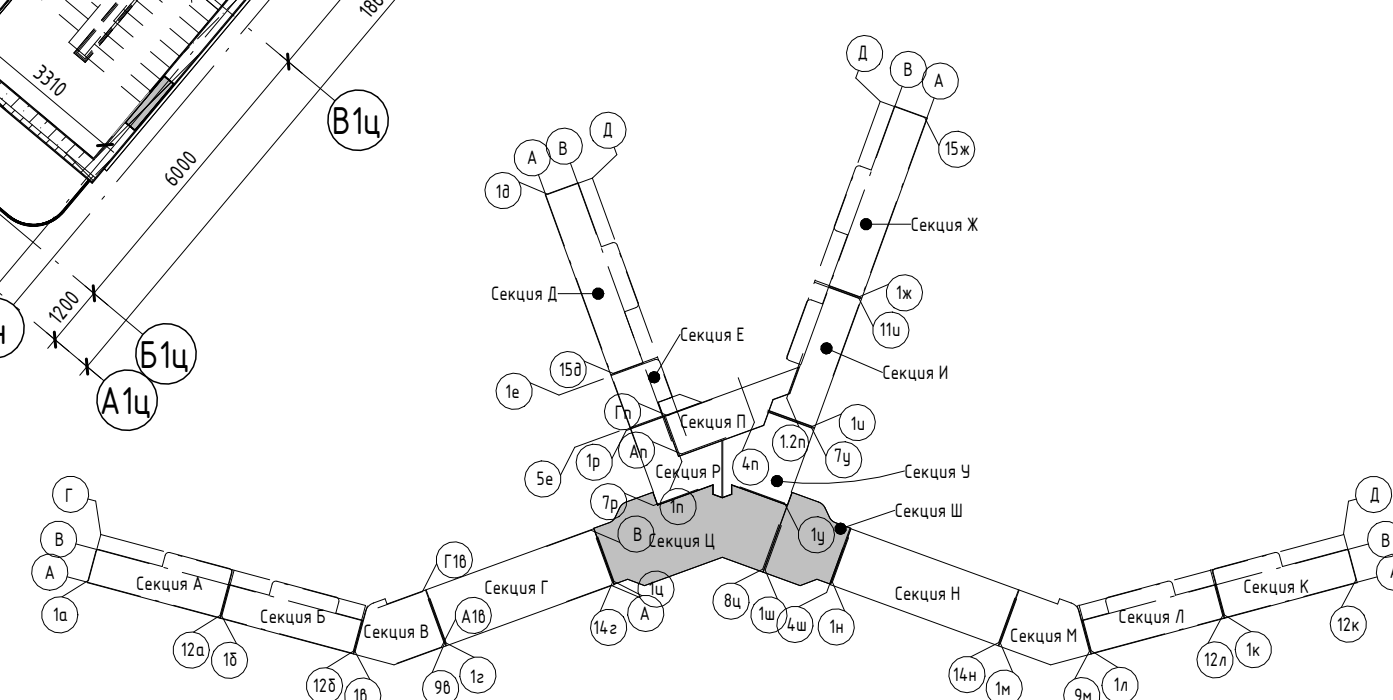 180
3310
В1ц
6000
1200
Б1ц
А1ц
Д
В
А
15ж
Секция Ж
1ж
11и
Секция И
1и
7у
1.2п
А
В
Д
1д
Секция Д
Секция Е
15д
1е
Гп
Секция П
Ап
1р
5е
4п
Секция Р
Секция У
7р
1п
Секция Ш
1у
В
Секция Ц
Г
В
А
Секция А
1а
12а
1б
Секция Б
12б
1в
Секция В
Г1в
А1в
9в
1г
Секция Г
14г
1ц
А
8ц
1ш
4ш
1н
Секция Н
14н
1м
Секция М
9м
1л
Секция Л
12л
1к
Секция К
12к
Д
В
А